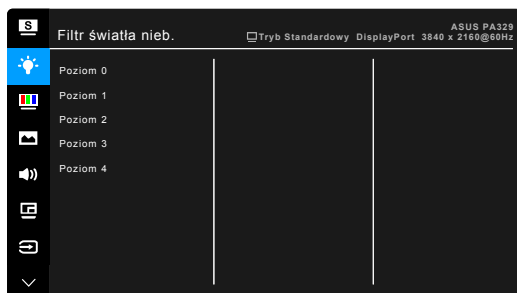 S
Filtr światła nieb.
Tryb Standardowy DisplayPort 3840 x 2160@60Hz
ASUS PA329
Poziom 0
Poziom 1
Poziom 2
Poziom 3
Poziom 4